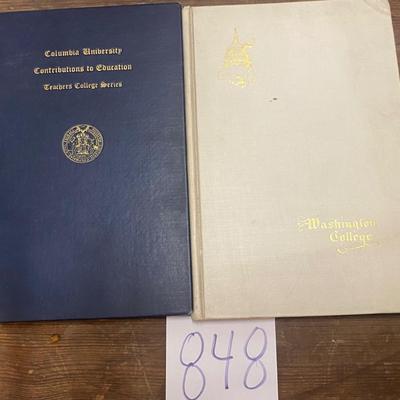 Columbia University
Contributions to Education
Teachers College Series
Washington
College
848